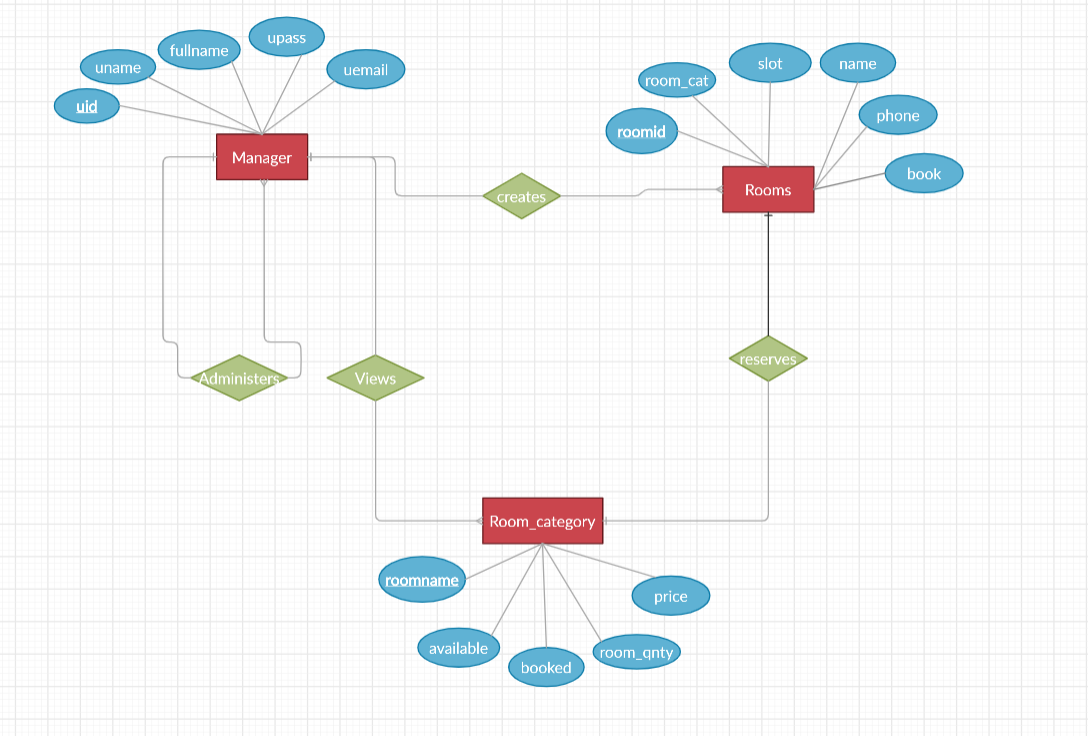 upass
fullname
uname
uemail
uid
Manager
slot
name
room_cat
phone
roomid
book
Rooms
creates
reserves
Administers
Views
Room_category
roomname
price
available
room_qnty
booked